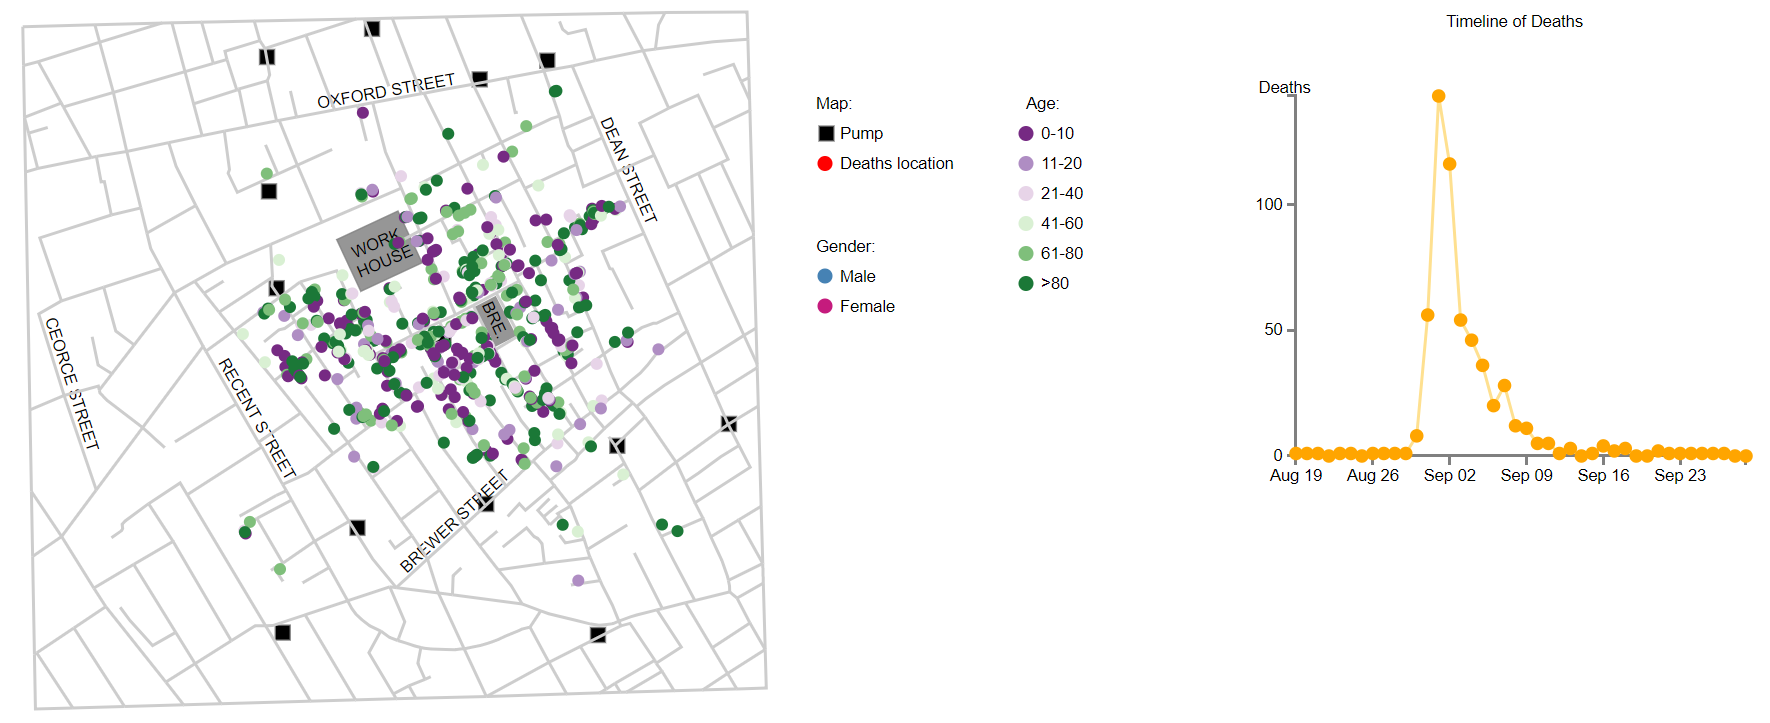 OXFORD STREET
DEAN STREET
WORK
HOUSE
BRE.
CEORCE STREET
RECENT STREET
BREWER STREET
Map:
Pump
Deaths location
Gender:
Male
Female
Age:
0-10
11-20
21-40
41-60
61-80
>80
Timeline of Deaths
Deaths
100
50
0
Aug 19 Aug 26 Sep 02 Sep 09 Sep 16 Sep 23